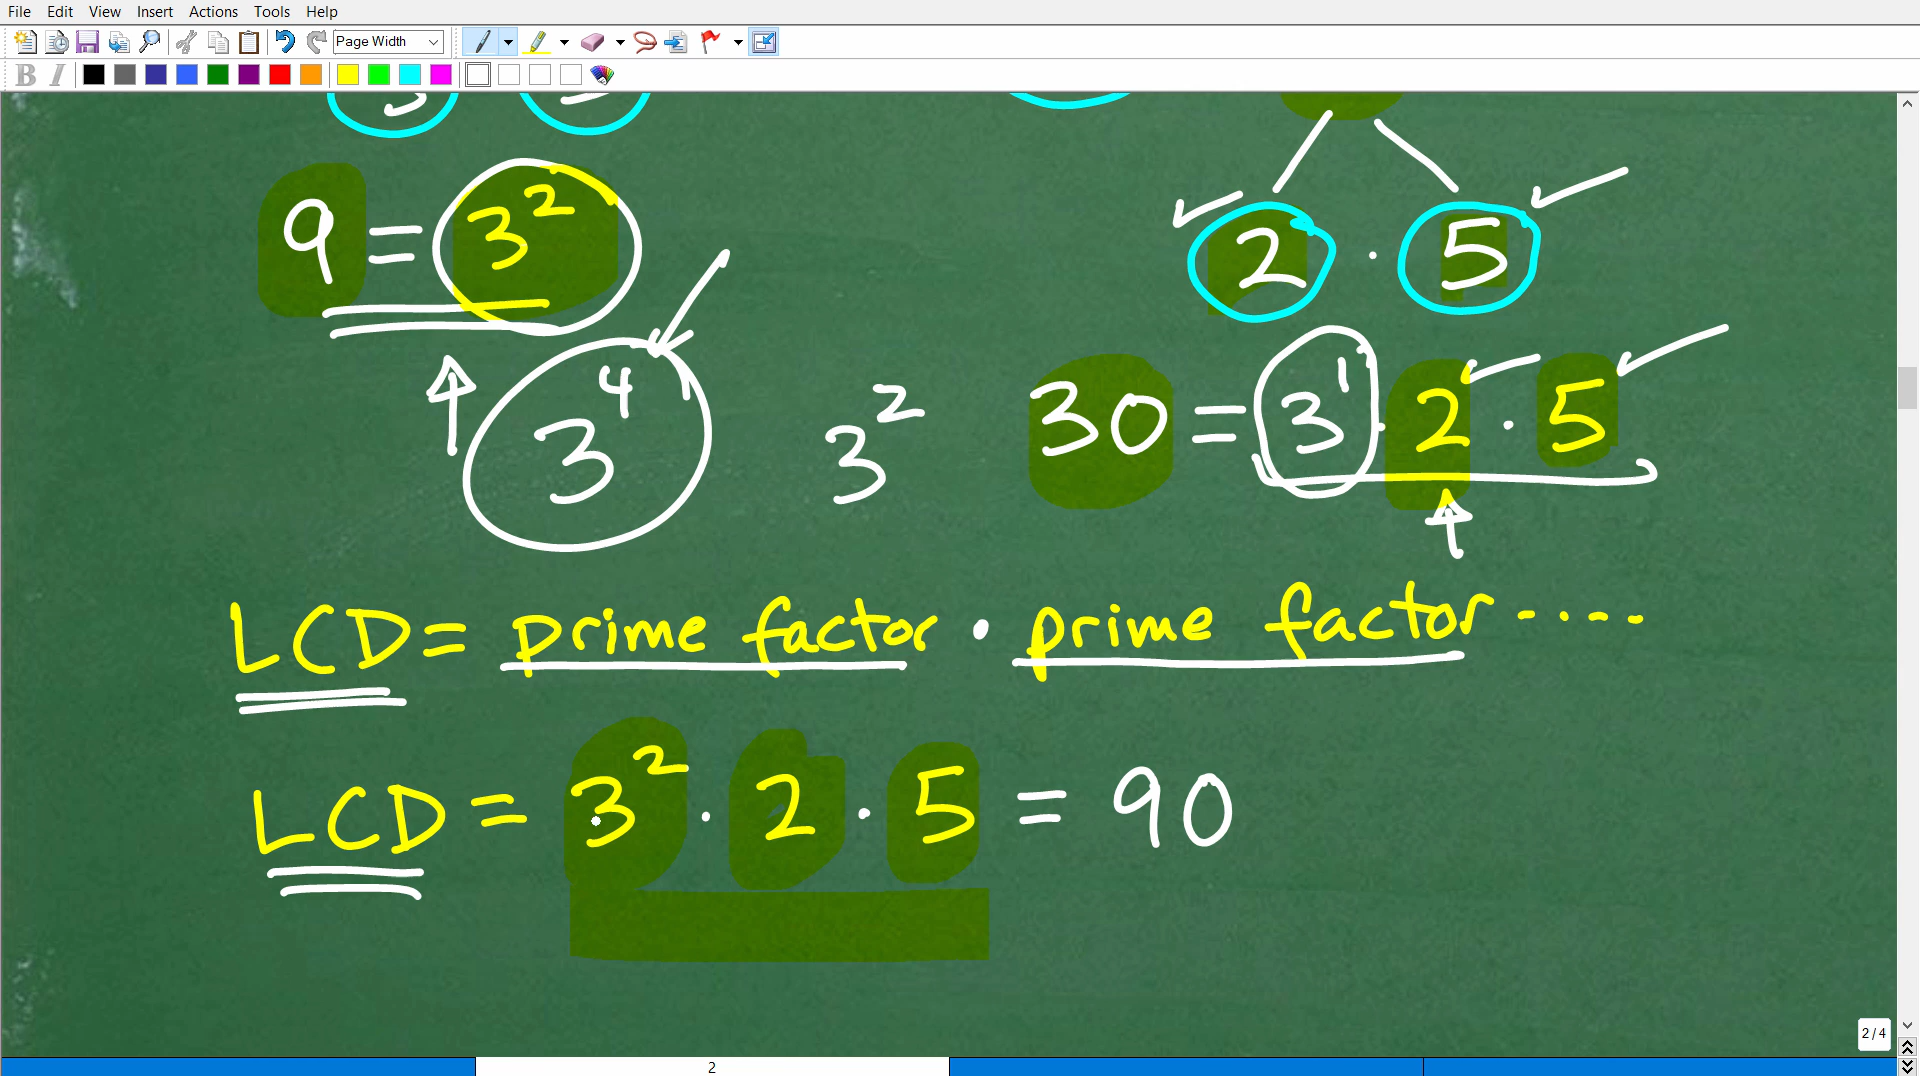 File Edit View Insert Actions Tools Help
Page Width
B I
9 = 3²
2 · 5
3⁴ 3² 30 = 3¹ · 2 · 5
LCD = prime factor · prime factor ----
LCD = 3² · 2 · 5 = 90
2 / 4
2